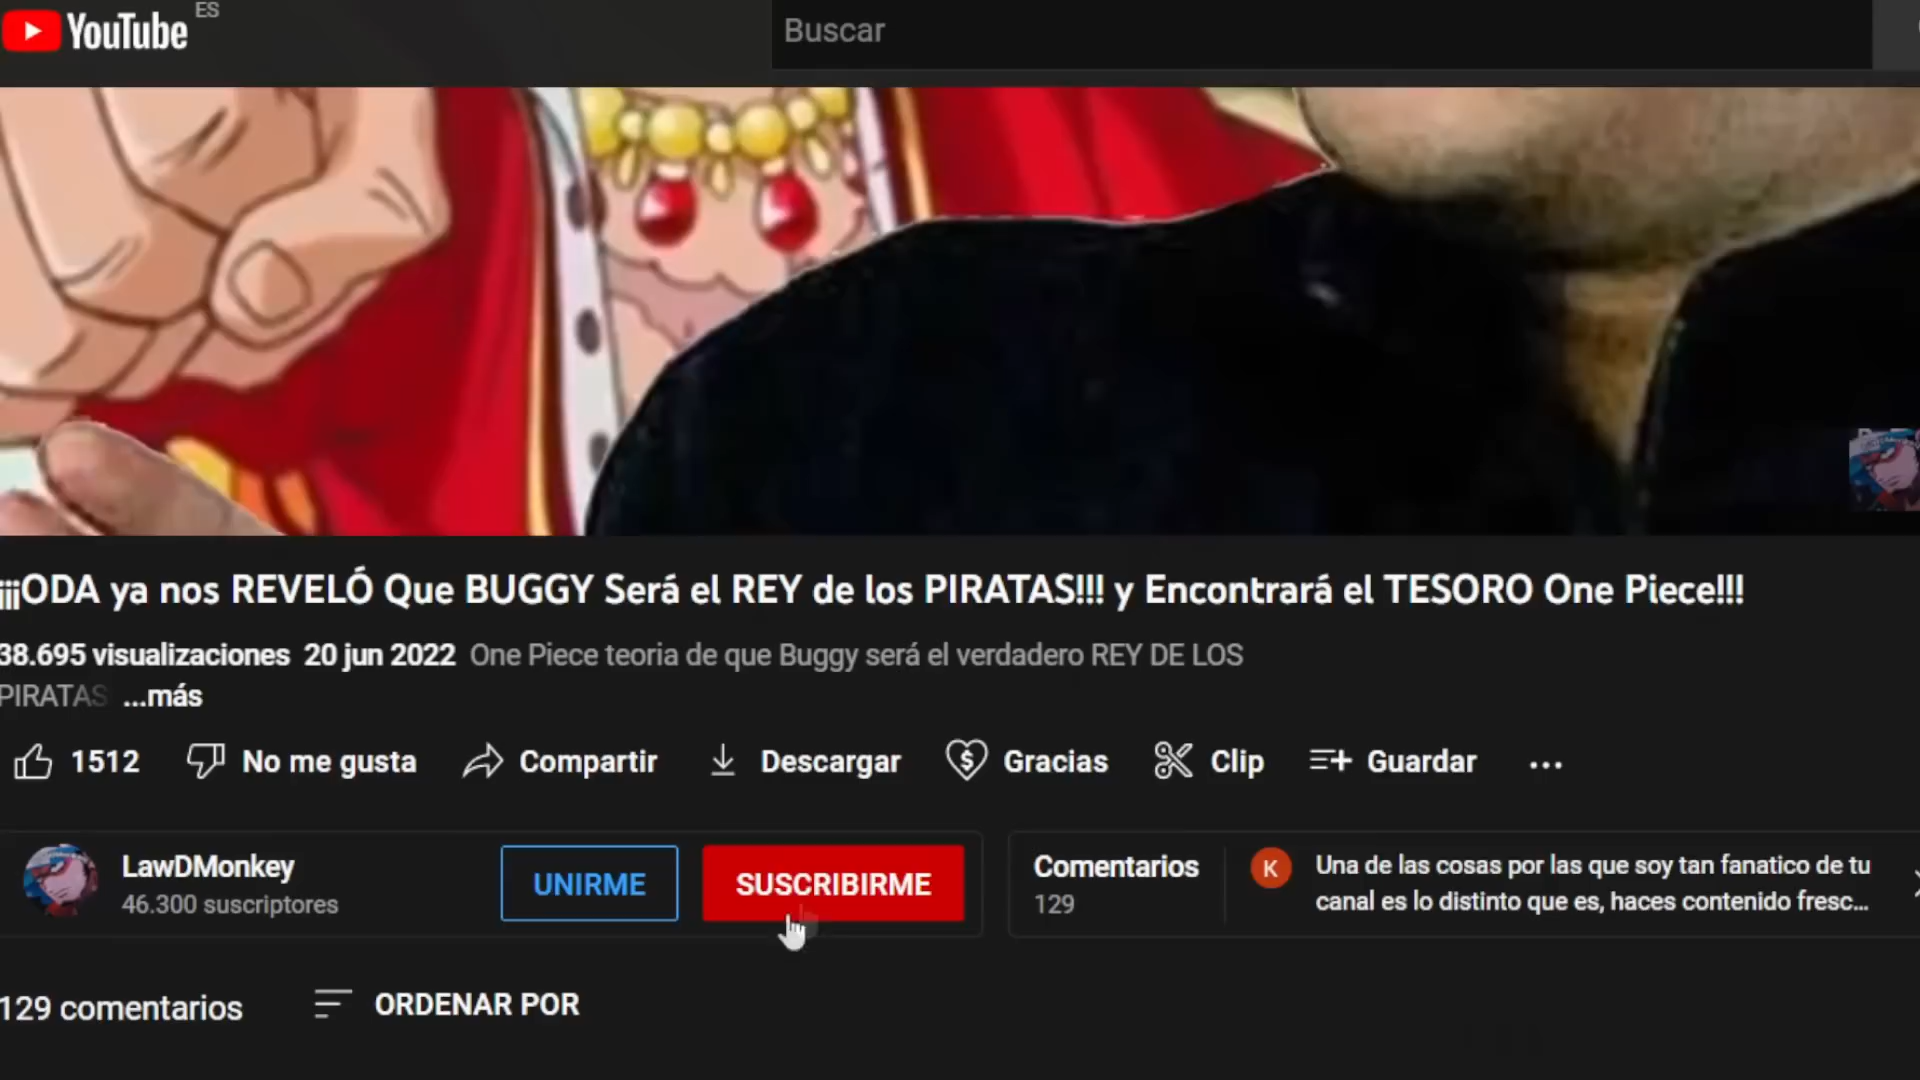 YouTube ES
Buscar
¡¡¡ODA ya nos REVELÓ Que BUGGY Será el REY de los PIRATAS!!! y Encontrará el TESORO One Piece!!!
38.695 visualizaciones 20 jun 2022 One Piece teoria de que Buggy será el verdadero REY DE LOS
PIRATAS ...más
1512 No me gusta Compartir Descargar Gracias Clip Guardar ...
LawDMonkey
46.300 suscriptores
UNIRME
SUSCRIBIRME
Comentarios
129
K
Una de las cosas por las que soy tan fanatico de tu
canal es lo distinto que es, haces contenido fresc...
129 comentarios
ORDENAR POR